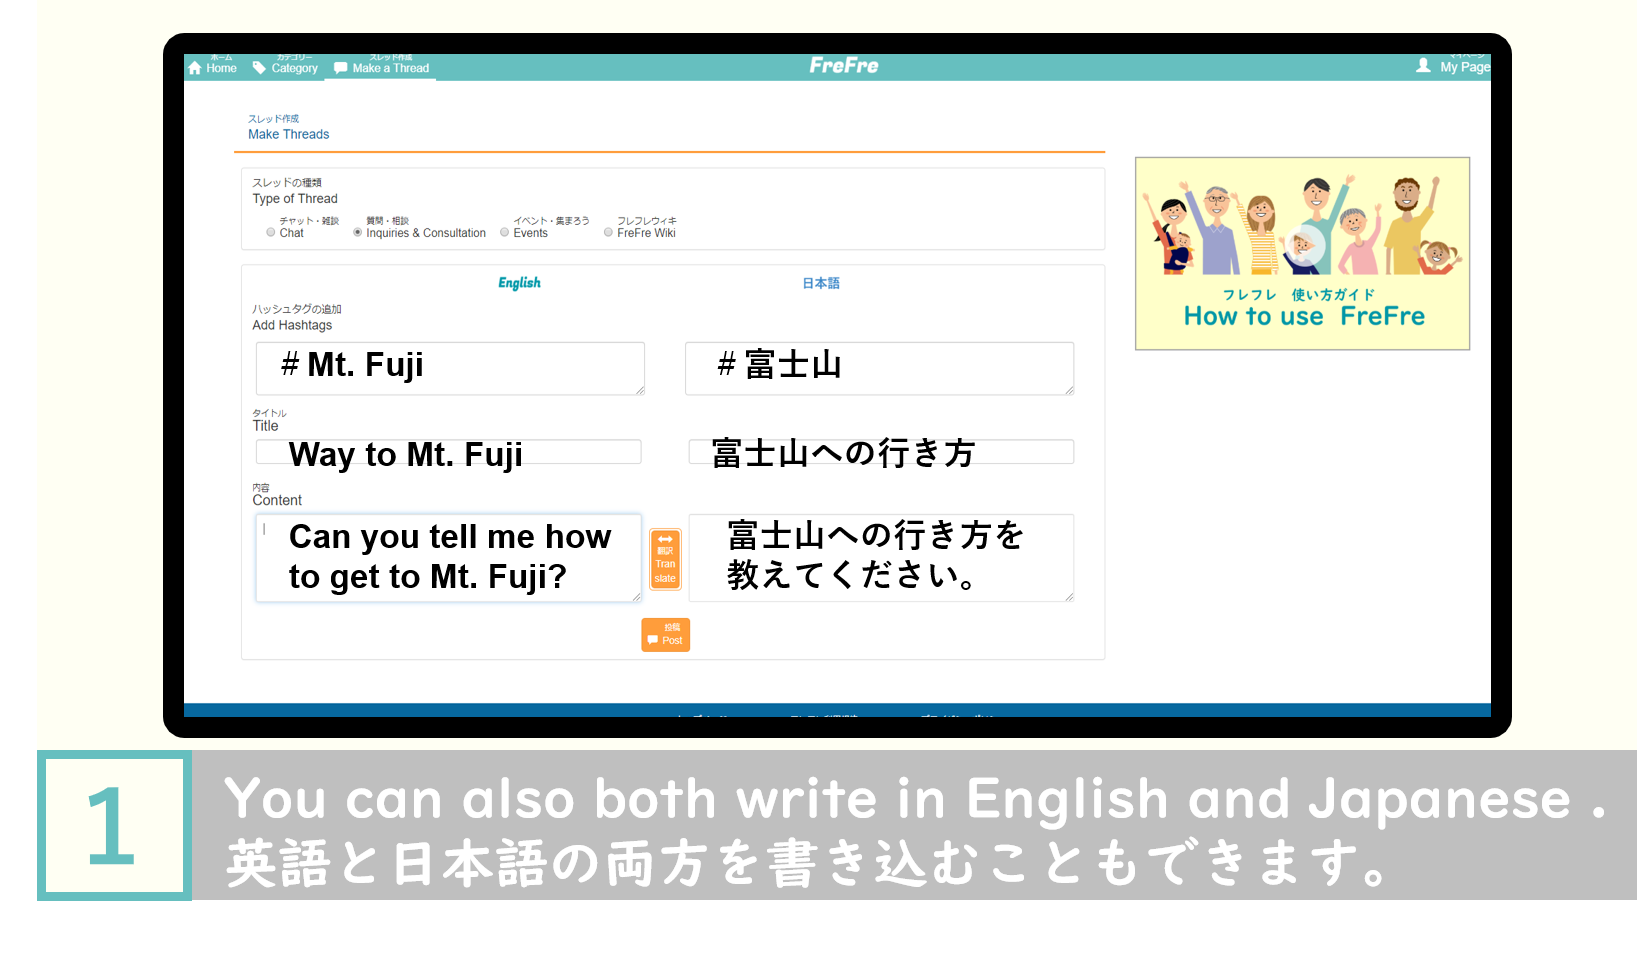 ホーム カテゴリー スレッド作成
Home Category Make a Thread FreFre My Page
スレッド作成
Make Threads
スレッドの種類
Type of Thread
チャット・雑談 質問・相談 イベント・集まろう フレフレウィキ
Chat Inquiries & Consultation Events FreFre Wiki
English 日本語
ハッシュタグの追加
Add Hashtags
# Mt. Fuji # 富士山
タイトル
Title
Way to Mt. Fuji 富士山への行き方
内容
Content
Can you tell me how
to get to Mt. Fuji?
翻訳
Tran
slate
富士山への行き方を
教えてください。
投稿
Post
フレフレ 使い方ガイド
How to use FreFre
1
You can also both write in English and Japanese .
英語と日本語の両方を書き込むこともできます。